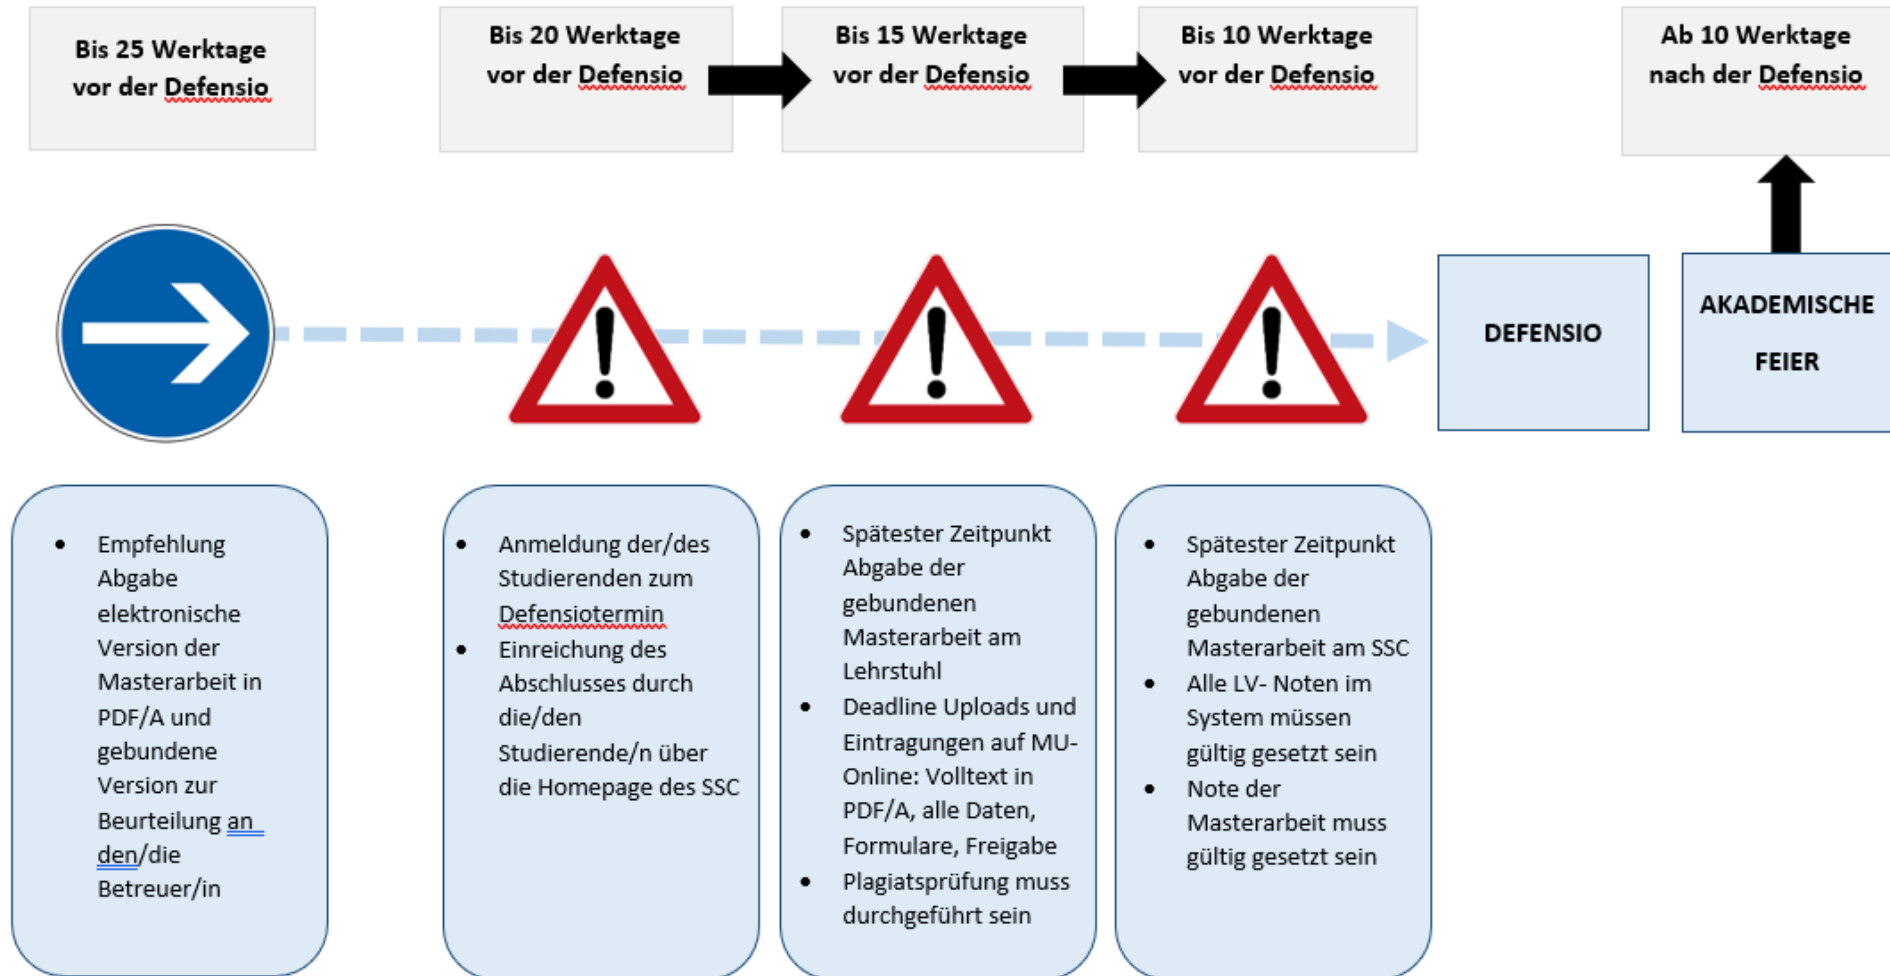 Bis 25 Werktage
vor der Defensio
Bis 20 Werktage
vor der Defensio
Bis 15 Werktage
vor der Defensio
Bis 10 Werktage
vor der Defensio
Ab 10 Werktage
nach der Defensio
DEFENSIO
AKADEMISCHE
FEIER
• Empfehlung
Abgabe
elektronische
Version der
Masterarbeit in
PDF/A und
gebundene
Version zur
Beurteilung an
den/die
Betreuer/in
• Anmeldung der/des
Studierenden zum
Defensiotermin
• Einreichung des
Abschlusses durch
die/den
Studierende/n über
die Homepage des SSC
• Spätester Zeitpunkt
Abgabe der
gebundenen
Masterarbeit am
Lehrstuhl
• Deadline Uploads und
Eintragungen auf MU-
Online: Volltext in
PDF/A, alle Daten,
Formulare, Freigabe
• Plagiatsprüfung muss
durchgeführt sein
• Spätester Zeitpunkt
Abgabe der
gebundenen
Masterarbeit am SSC
• Alle LV- Noten im
System müssen
gültig gesetzt sein
• Note der
Masterarbeit muss
gültig gesetzt sein